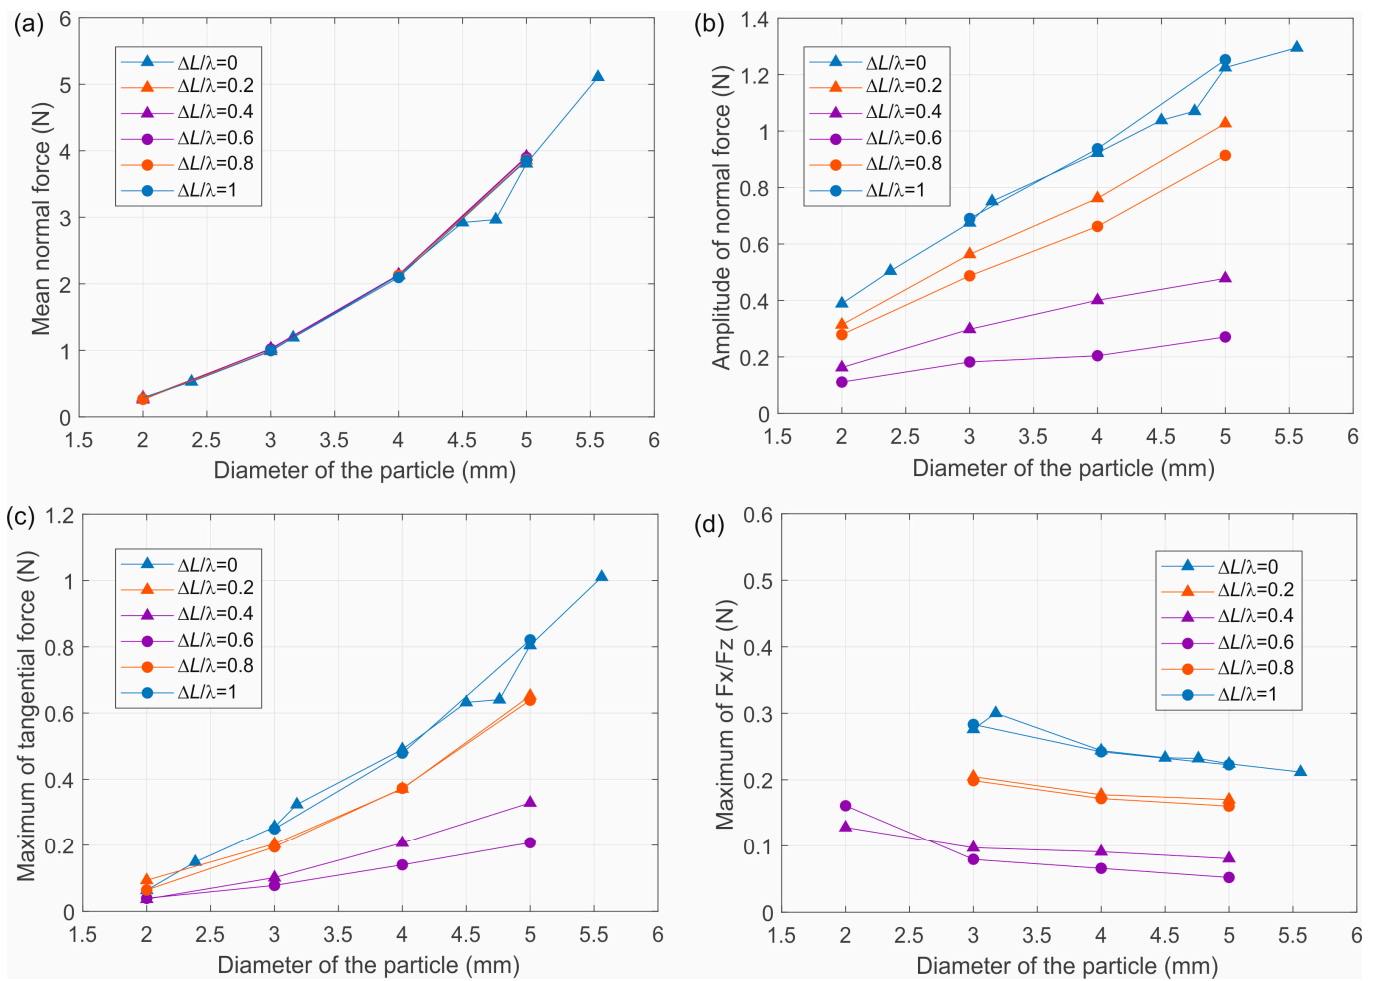 (a)
6
5
4
3
2
1
0
Mean normal force (N)
ΔL/λ=0
ΔL/λ=0.2
ΔL/λ=0.4
ΔL/λ=0.6
ΔL/λ=0.8
ΔL/λ=1
1.5 2 2.5 3 3.5 4 4.5 5 5.5 6
Diameter of the particle (mm)
(b)
1.4
1.2
1
0.8
0.6
0.4
0.2
0
Amplitude of normal force (N)
ΔL/λ=0
ΔL/λ=0.2
ΔL/λ=0.4
ΔL/λ=0.6
ΔL/λ=0.8
ΔL/λ=1
1.5 2 2.5 3 3.5 4 4.5 5 5.5 6
Diameter of the particle (mm)
(c)
1.2
1
0.8
0.6
0.4
0.2
0
Maximum of tangential force (N)
ΔL/λ=0
ΔL/λ=0.2
ΔL/λ=0.4
ΔL/λ=0.6
ΔL/λ=0.8
ΔL/λ=1
1.5 2 2.5 3 3.5 4 4.5 5 5.5 6
Diameter of the particle (mm)
(d)
0.6
0.5
0.4
0.3
0.2
0.1
0
Maximum of Fx/Fz (N)
ΔL/λ=0
ΔL/λ=0.2
ΔL/λ=0.4
ΔL/λ=0.6
ΔL/λ=0.8
ΔL/λ=1
1.5 2 2.5 3 3.5 4 4.5 5 5.5 6
Diameter of the particle (mm)